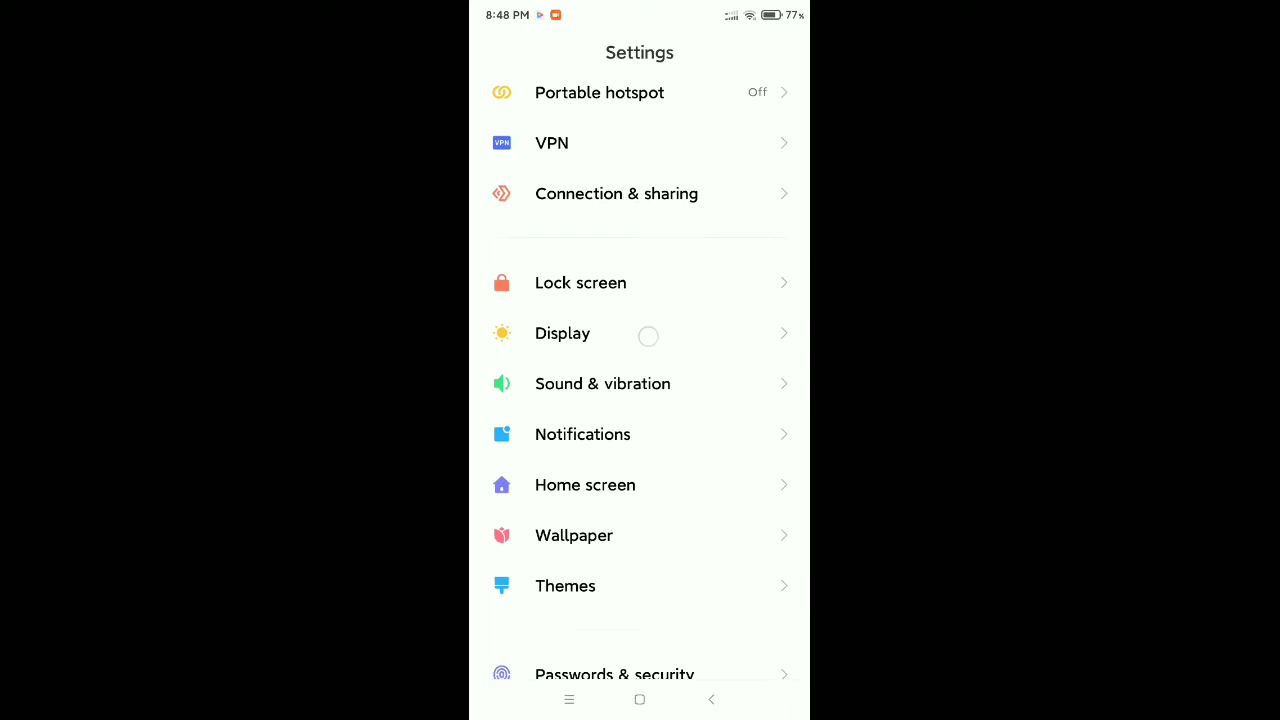 8:48 PM 77%
Settings
Portable hotspot Off
VPN VPN
Connection & sharing
Lock screen
Display
Sound & vibration
Notifications
Home screen
Wallpaper
Themes
Passwords & security